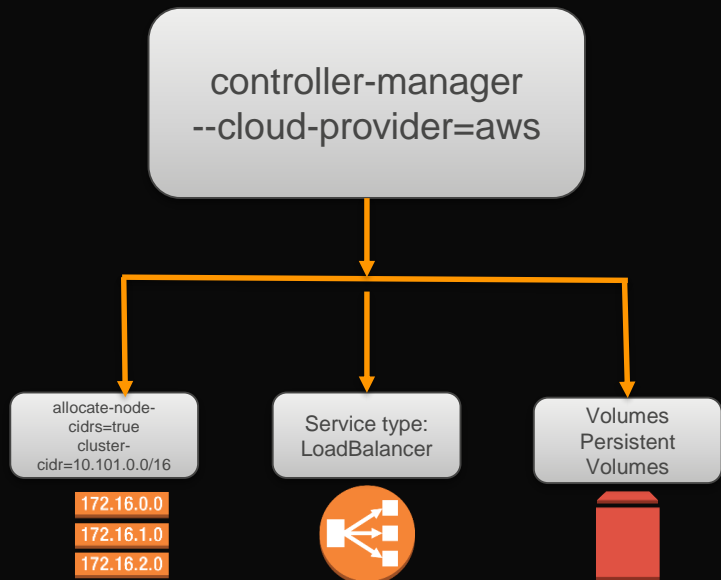 controller-manager
--cloud-provider=aws
allocate-node-
cidrs=true
cluster-
cidr=10.101.0.0/16
Service type:
LoadBalancer
Volumes
Persistent
Volumes
172.16.0.0
172.16.1.0
172.16.2.0